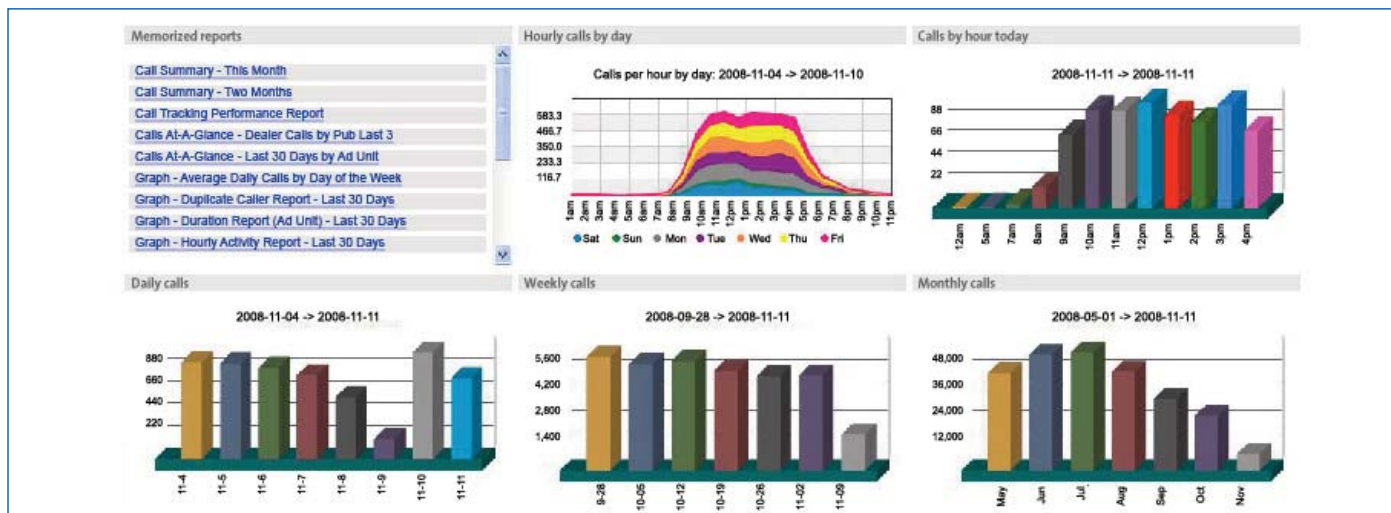 Memorized reports
Call Summary - This Month
Call Summary - Two Months
Call Tracking Performance Report
Calls At-A-Glance - Dealer Calls by Pub Last 3
Calls At-A-Glance - Last 30 Days by Ad Unit
Graph - Average Daily Calls by Day of the Week
Graph - Duplicate Caller Report - Last 30 Days
Graph - Duration Report (Ad Unit) - Last 30 Days
Graph - Hourly Activity Report - Last 30 Days
Hourly calls by day
Calls per hour by day: 2008-11-04 -> 2008-11-10
583.3
466.7
350.0
233.3
116.7
1am 2am 3am 4am 5am 6am 7am 8am 9am 10am 11am 12pm 1pm 2pm 3pm 4pm 5pm 6pm 7pm 8pm 9pm 10pm 11pm
Sat Sun Mon Tue Wed Thu Fri
Calls by hour today
2008-11-11 -> 2008-11-11
88
66
44
22
12am 5am 7am 8am 9am 10am 11am 12pm 1pm 2pm 3pm 4pm
Daily calls
2008-11-04 -> 2008-11-11
880
660
440
220
11-4 11-5 11-6 11-7 11-8 11-9 11-10 11-11
Weekly calls
2008-09-28 -> 2008-11-11
5,600
4,200
2,800
1,400
9-28 10-05 10-12 10-19 10-26 11-02 11-09
Monthly calls
2008-05-01 -> 2008-11-11
48,000
36,000
24,000
12,000
May Jun Jul Aug Sep Oct Nov